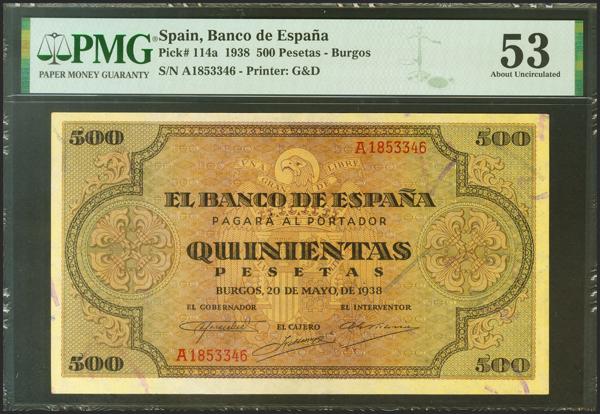 PMG®
PAPER MONEY GUARANTY
Spain, Banco de España
Pick# 114a 1938 500 Pesetas - Burgos
S/N A1853346 - Printer: G&D
53
About Uncirculated
500
500
A1853346
UNA GRANDE LIBRE
EL BANCO DE ESPAÑA
PAGARÁ AL PORTADOR
QUINIENTAS
PESETAS
BURGOS, 20 DE MAYO, DE 1938
EL GOBERNADOR
EL INTERVENTOR
EL CAJERO
A1853346
500
500